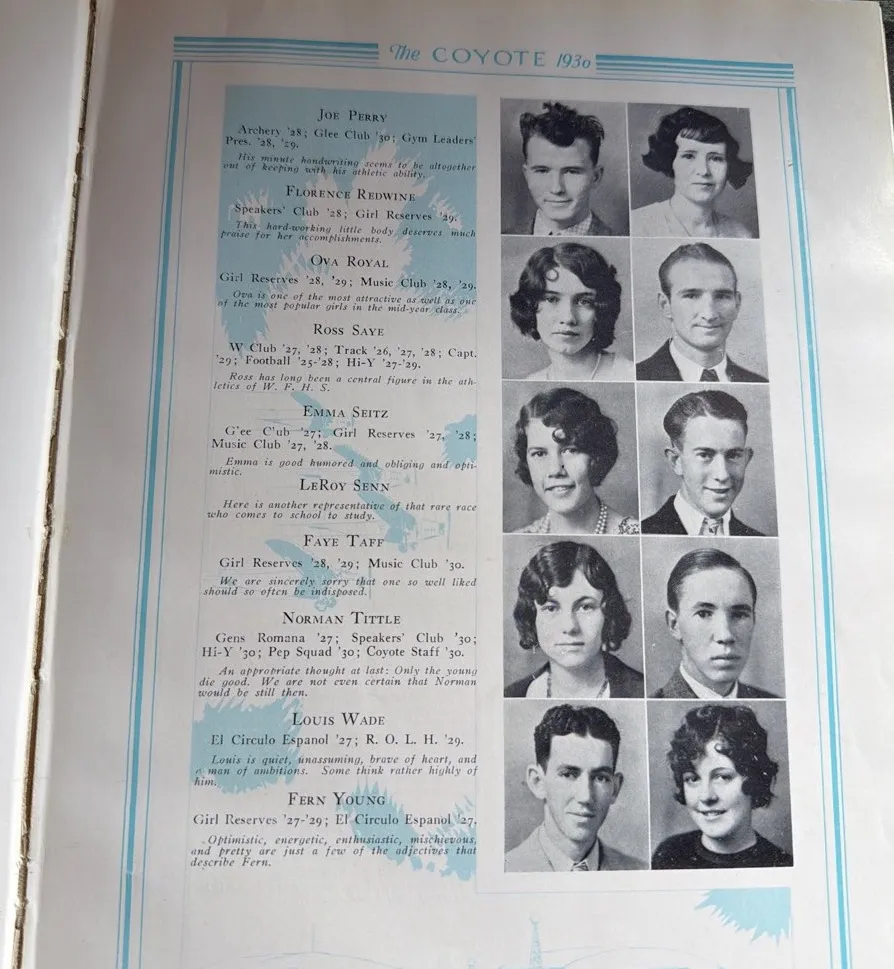 The COYOTE 1930
JOE PERRY
Archery '28; Glee Club '30; Gym Leaders'
Pres. '28, '29.
His minute handwriting seems to be altogether
out of keeping with his athletic ability.
FLORENCE REDWINE
Speakers' Club '28; Girl Reserves '29.
This hard-working little body deserves much
praise for her accomplishments.
OVA ROYAL
Girl Reserves '28, '29; Music Club '28, '29.
Ova is one of the most attractive as well as one
of the most popular girls in the mid-year class.
ROSS SAYE
W Club '27, '28; Track '26, '27, '28; Capt.
'29; Football '25-'28; Hi-Y '27-'29.
Ross has long been a central figure in the ath-
letics of W. F. H. S.
EMMA SEITZ
G'ee C'ub '27; Girl Reserves '27, '28;
Music Club '27, '28.
Emma is good humored and obliging and opti-
mistic.
LEROY SENN
Here is another representative of that rare race
who comes to school to study.
FAYE TAFF
Girl Reserves '28, '29; Music Club '30.
We are sincerely sorry that one so well liked
should so often be indisposed.
NORMAN TITTLE
Gens Romana '27; Speakers' Club '30;
Hi-Y '30; Pep Squad '30; Coyote Staff '30.
An appropriate thought at last: Only the young
die good. We are not even certain that Norman
would be still then.
LOUIS WADE
El Circulo Espanol '27; R. O. L. H. '29.
Louis is quiet, unassuming, brave of heart, and
a man of ambitions. Some think rather highly of
him.
FERN YOUNG
Girl Reserves '27-'29; El Circulo Espanol '27.
Optimistic, energetic, enthusiastic, mischievous,
and pretty are just a few of the adjectives that
describe Fern.